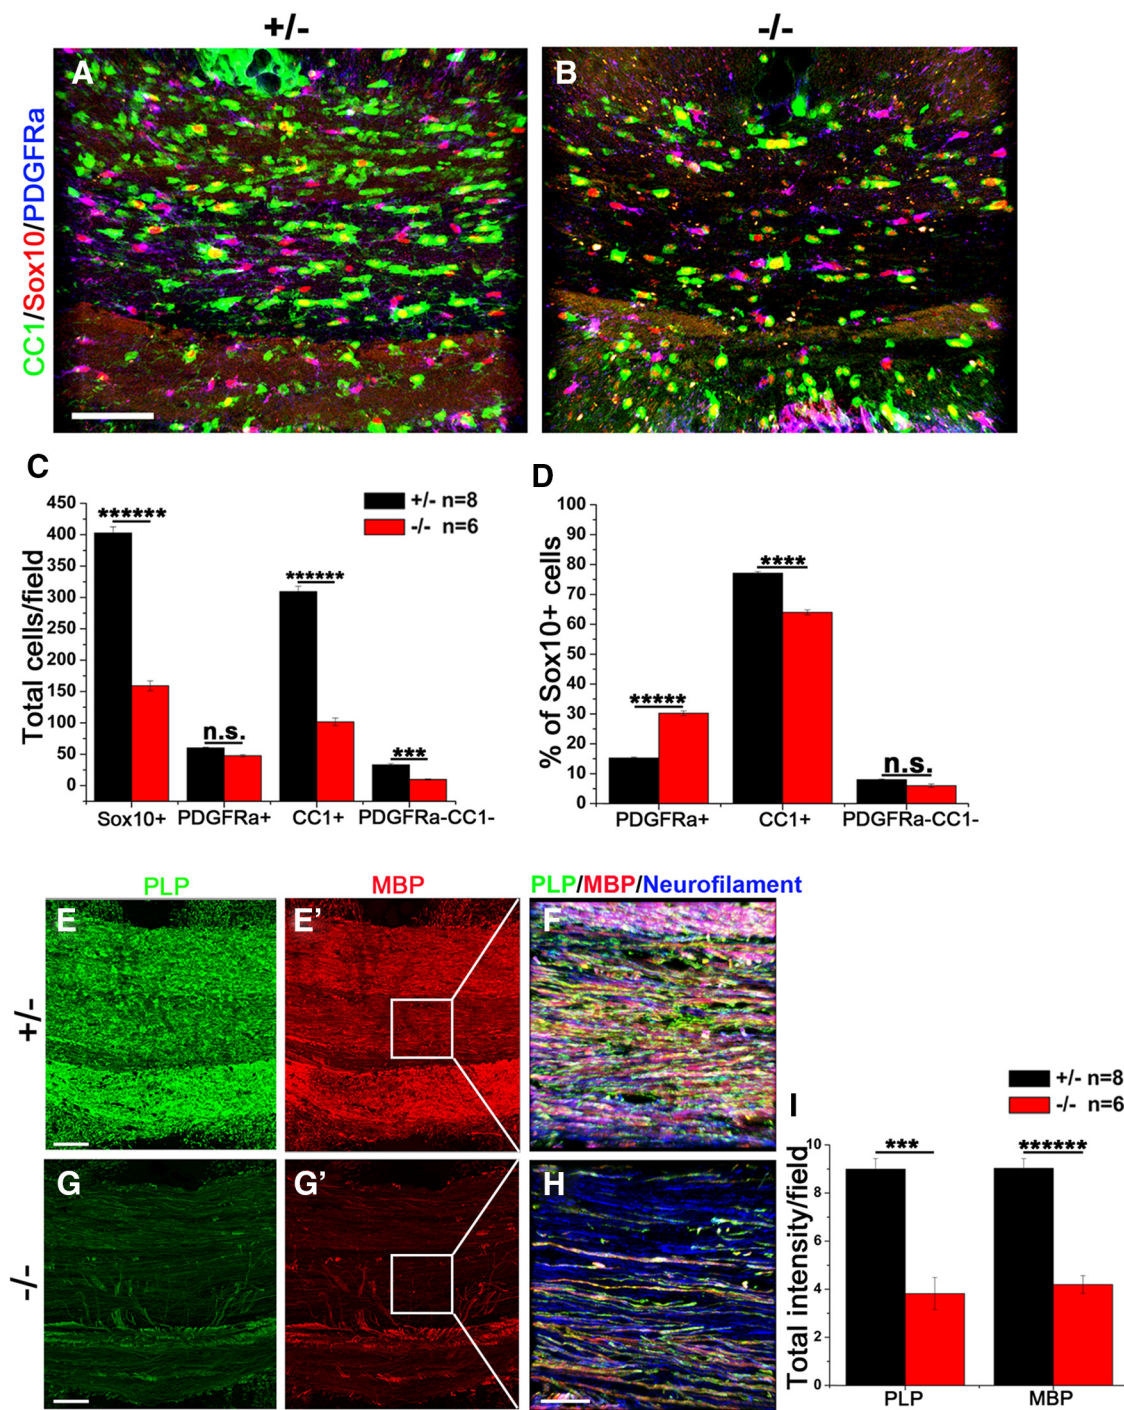 +/-
-/-
A
B
CC1/Sox10/PDGFRa
C
D
Total cells/field
450
400
350
300
250
200
150
100
50
0
******
n.s.
******
***
+/- n=8
-/- n=6
Sox10+
PDGFRa+
CC1+
PDGFRa-CC1-
% of Sox10+ cells
100
90
80
70
60
50
40
30
20
10
0
*****
****
n.s.
PDGFRa+
CC1+
PDGFRa-CC1-
PLP
MBP
PLP/MBP/Neurofilament
+/-
E
E'
F
-/-
G
G'
H
I
+/- n=8
-/- n=6
Total intensity/field
10
8
6
4
2
0
***
******
PLP
MBP